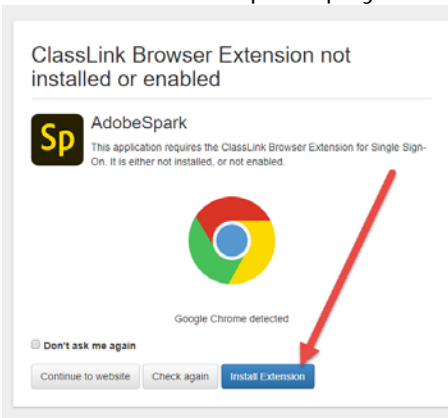 ClassLink Browser Extension not
installed or enabled
Sp
AdobeSpark
This application requires the ClassLink Browser Extension for Single Sign-
On. It is either not installed, or not enabled.
Google Chrome detected
Don't ask me again
Continue to website Check again Install Extension